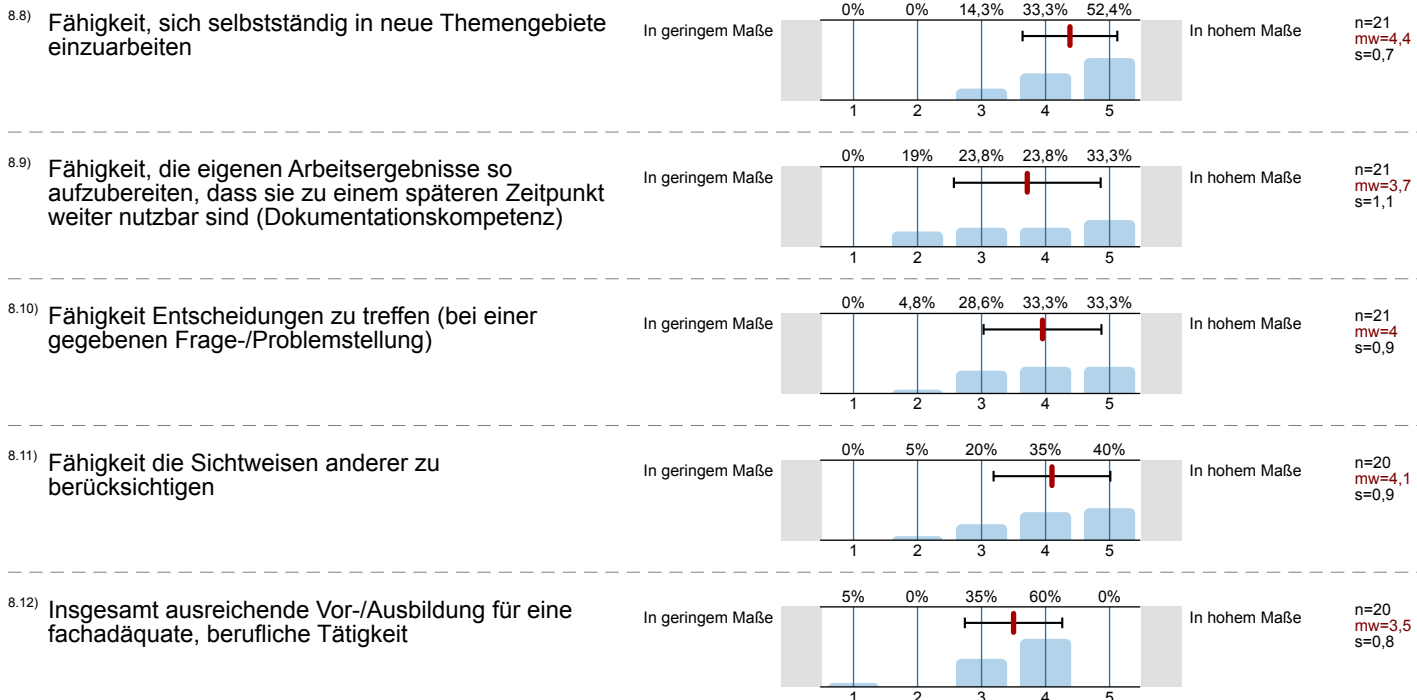 8.8) Fähigkeit, sich selbstständig in neue Themengebiete
einzuarbeiten
In geringem Maße
0% 0% 14,3% 33,3% 52,4%
1 2 3 4 5
In hohem Maße
n=21
mw=4,4
s=0,7
8.9) Fähigkeit, die eigenen Arbeitsergebnisse so
aufzubereiten, dass sie zu einem späteren Zeitpunkt
weiter nutzbar sind (Dokumentationskompetenz)
In geringem Maße
0% 19% 23,8% 23,8% 33,3%
1 2 3 4 5
In hohem Maße
n=21
mw=3,7
s=1,1
8.10) Fähigkeit Entscheidungen zu treffen (bei einer
gegebenen Frage-/Problemstellung)
In geringem Maße
0% 4,8% 28,6% 33,3% 33,3%
1 2 3 4 5
In hohem Maße
n=21
mw=4
s=0,9
8.11) Fähigkeit die Sichtweisen anderer zu
berücksichtigen
In geringem Maße
0% 5% 20% 35% 40%
1 2 3 4 5
In hohem Maße
n=20
mw=4,1
s=0,9
8.12) Insgesamt ausreichende Vor-/Ausbildung für eine
fachadäquate, berufliche Tätigkeit
In geringem Maße
5% 0% 35% 60% 0%
1 2 3 4 5
In hohem Maße
n=20
mw=3,5
s=0,8